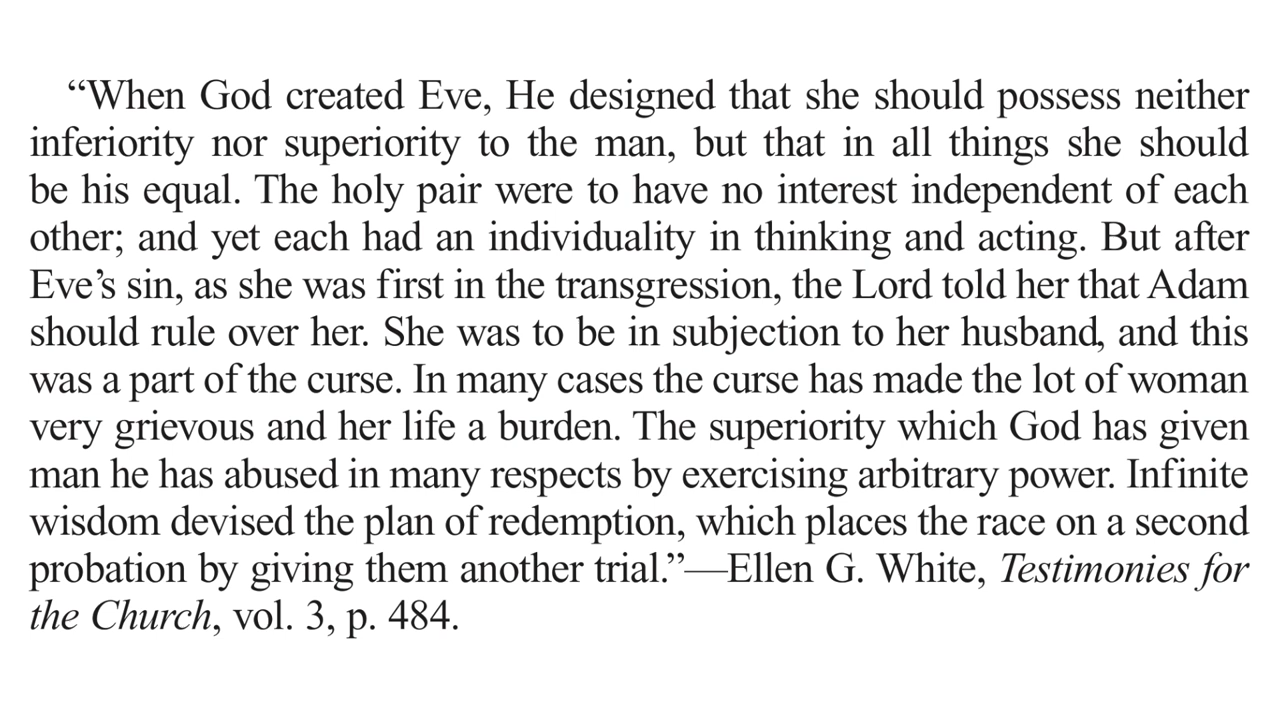 “When God created Eve, He designed that she should possess neither
inferiority nor superiority to the man, but that in all things she should
be his equal. The holy pair were to have no interest independent of each
other; and yet each had an individuality in thinking and acting. But after
Eve’s sin, as she was first in the transgression, the Lord told her that Adam
should rule over her. She was to be in subjection to her husband, and this
was a part of the curse. In many cases the curse has made the lot of woman
very grievous and her life a burden. The superiority which God has given
man he has abused in many respects by exercising arbitrary power. Infinite
wisdom devised the plan of redemption, which places the race on a second
probation by giving them another trial.”—Ellen G. White, Testimonies for
the Church, vol. 3, p. 484.